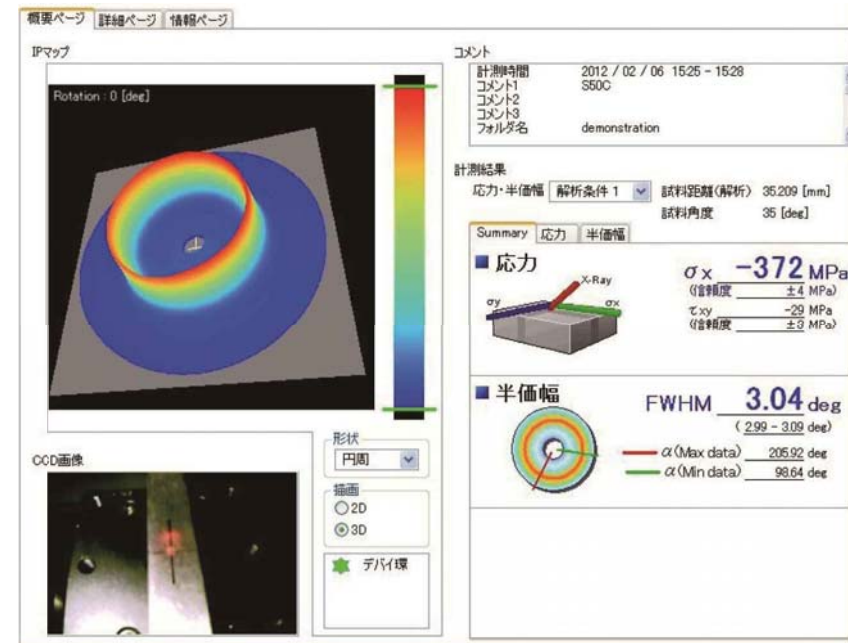 概要ページ 詳細ページ 情報ページ
IPマップ
Rotation : 0 [deg]
CCD画像
形状
円周
描画
2D
3D
デバイ環
コメント
計測時間 2012 / 02 / 06 15:25 - 15:28
コメント1 S50C
コメント2
コメント3
フォルダ名 demonstration
計測結果
応力・半価幅 解析条件 1 試料距離(解析) 35.209 [mm]
試料角度 35 [deg]
Summary 応力 半価幅
■ 応力
X-Ray
σy
σx
σx -372 MPa
(信頼度 ±4 MPa)
τxy -29 MPa
(信頼度 ±3 MPa)
■ 半価幅
FWHM 3.04 deg
( 2.99 - 3.09 deg)
α(Max data) 205.92 deg
α(Min data) 98.64 deg